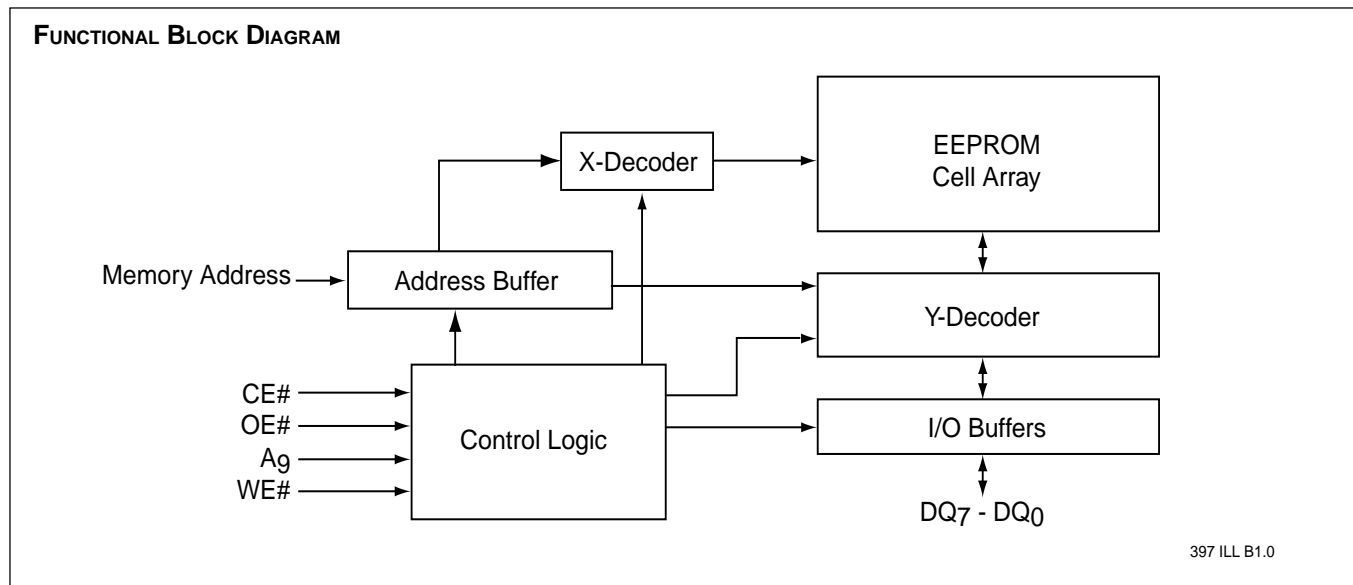 FUNCTIONAL BLOCK DIAGRAM
X-Decoder
EEPROM
Cell Array
Memory Address
Address Buffer
Y-Decoder
CE#
OE#
A9
WE#
Control Logic
I/O Buffers
DQ7 - DQ0
397 ILL B1.0